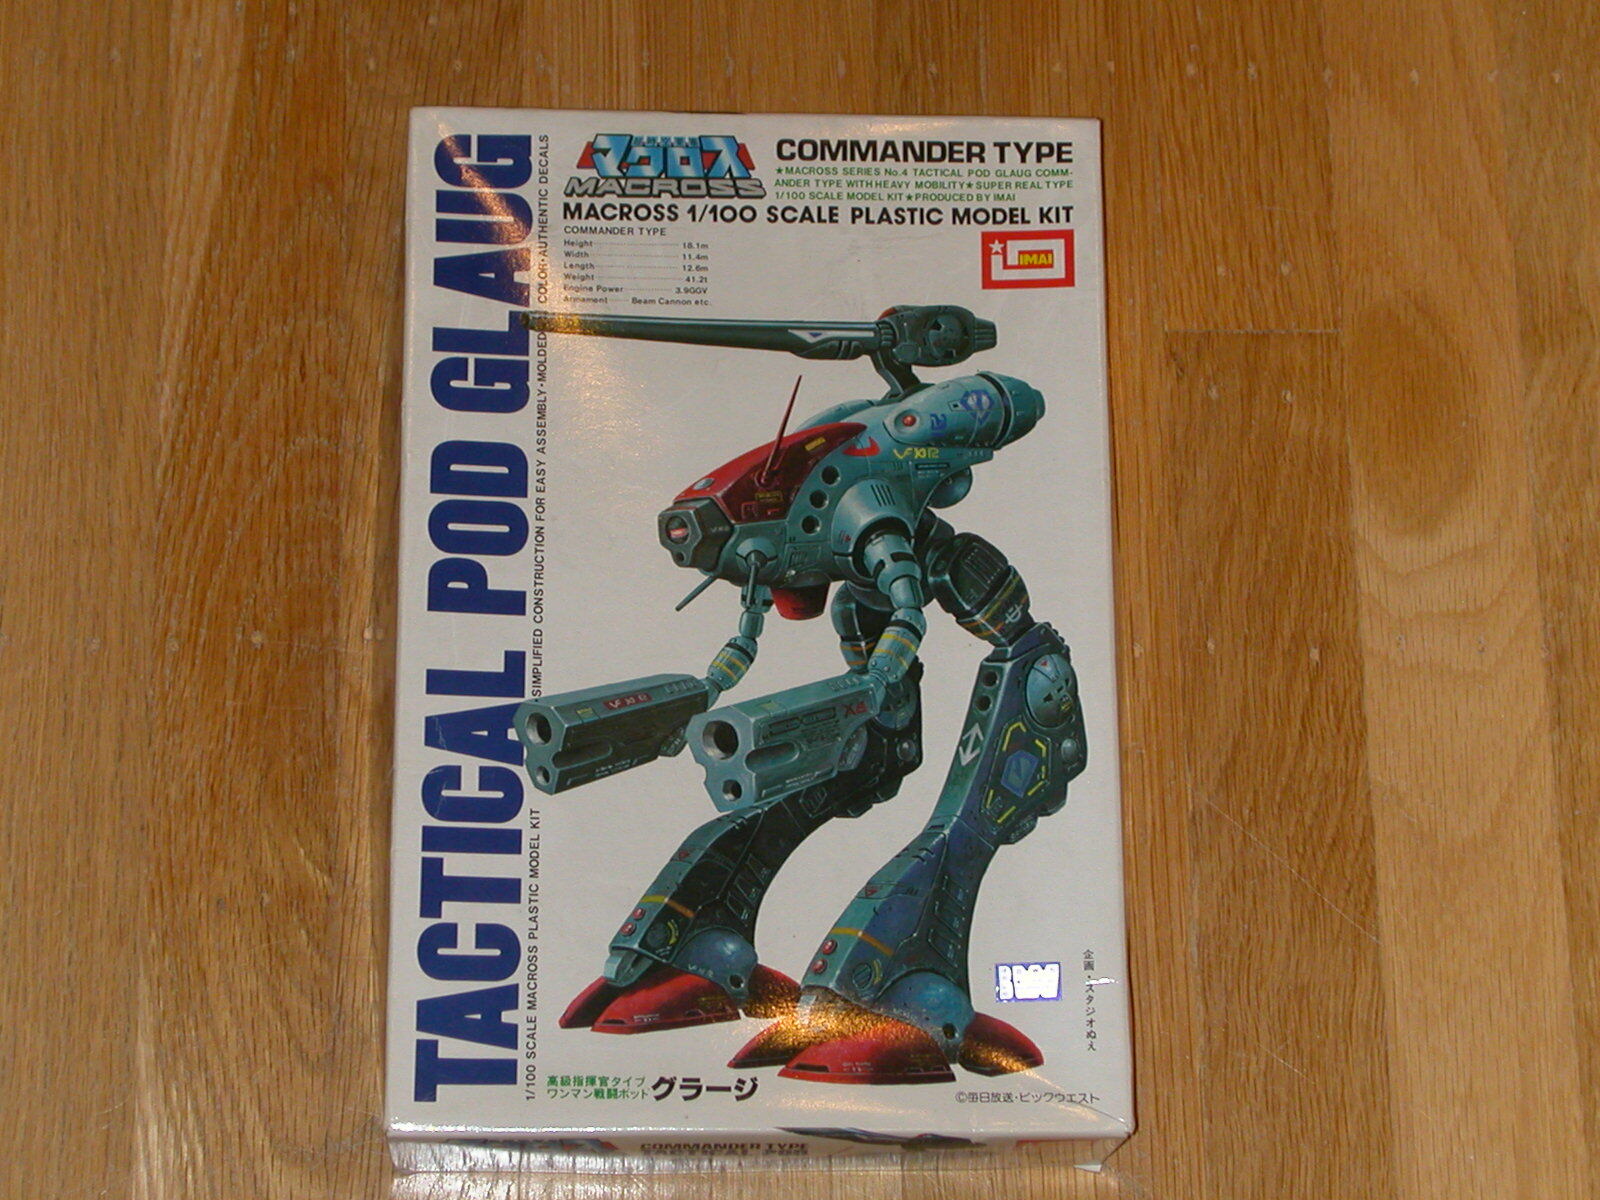 TACTICAL POD GLAUG
1/100 SCALE MACROSS PLASTIC MODEL KIT
SIMPLIFIED CONSTRUCTION FOR EASY ASSEMBLY・MOLDED COLOR・AUTHENTIC DECALS
マクロス
MACROSS
COMMANDER TYPE
★MACROSS SERIES No.4 TACTICAL POD GLAUG COMM-
ANDER TYPE WITH HEAVY MOBILITY★SUPER REAL TYPE
1/100 SCALE MODEL KIT★PRODUCED BY IMAI
MACROSS 1/100 SCALE PLASTIC MODEL KIT
COMMANDER TYPE
Height 18.1m
Width 11.4m
Length 12.6m
Weight 41.2t
Engine Power 3.9GGV
Armament Beam Cannon etc.
IMAI
企画・スタジオぬえ
高級指揮官タイプ
ワンマン戦闘ポッド
グラージ
©毎日放送・ビックウエスト
COMMANDER TYPE